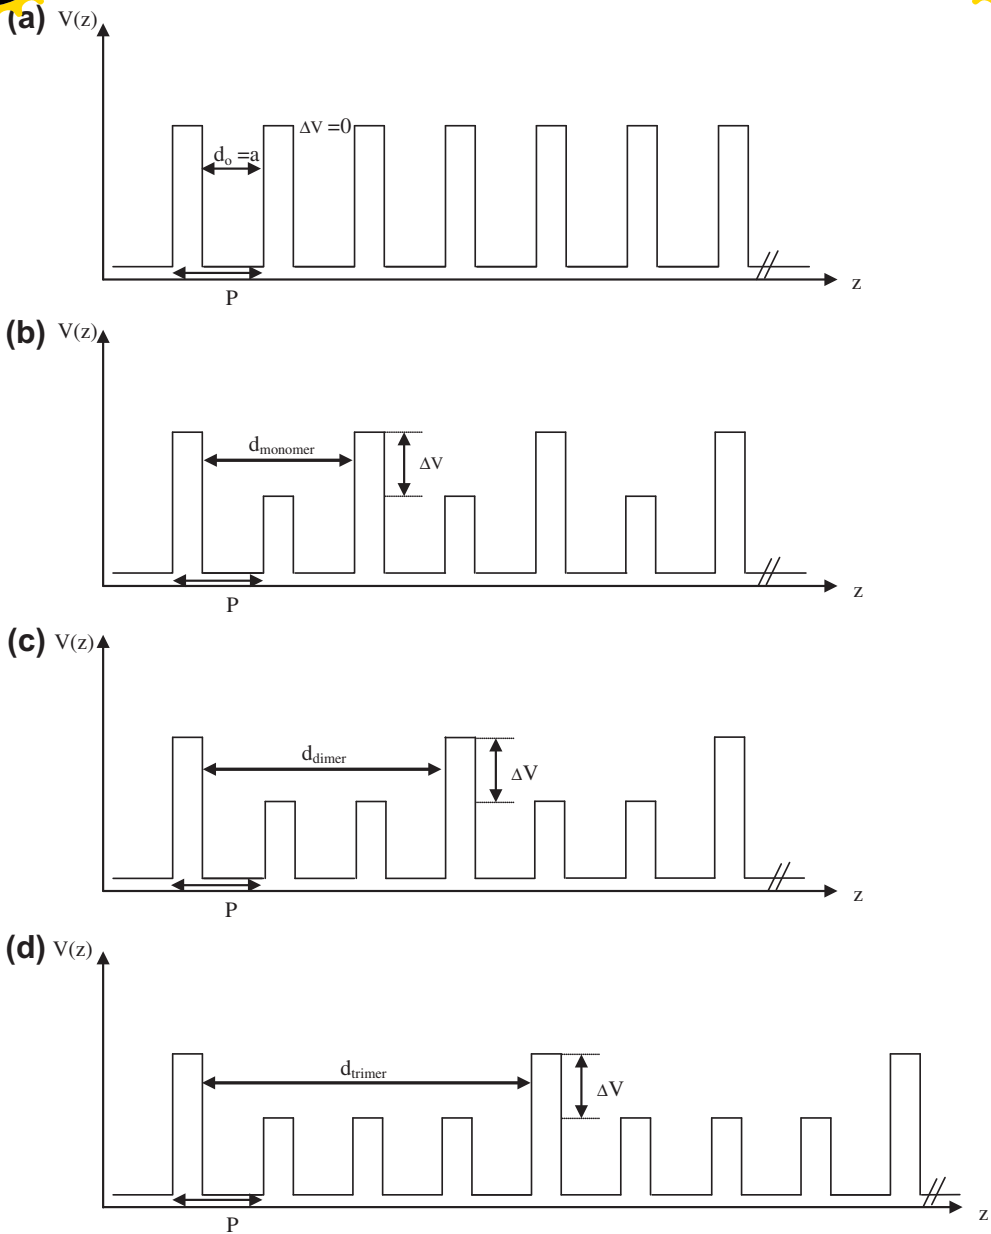 (a) V(z)
ΔV =0
d₀ =a
P
z
(b) V(z)
d_monomer
ΔV
P
z
(c) V(z)
d_dimer
ΔV
P
z
(d) V(z)
d_trimer
ΔV
P
z